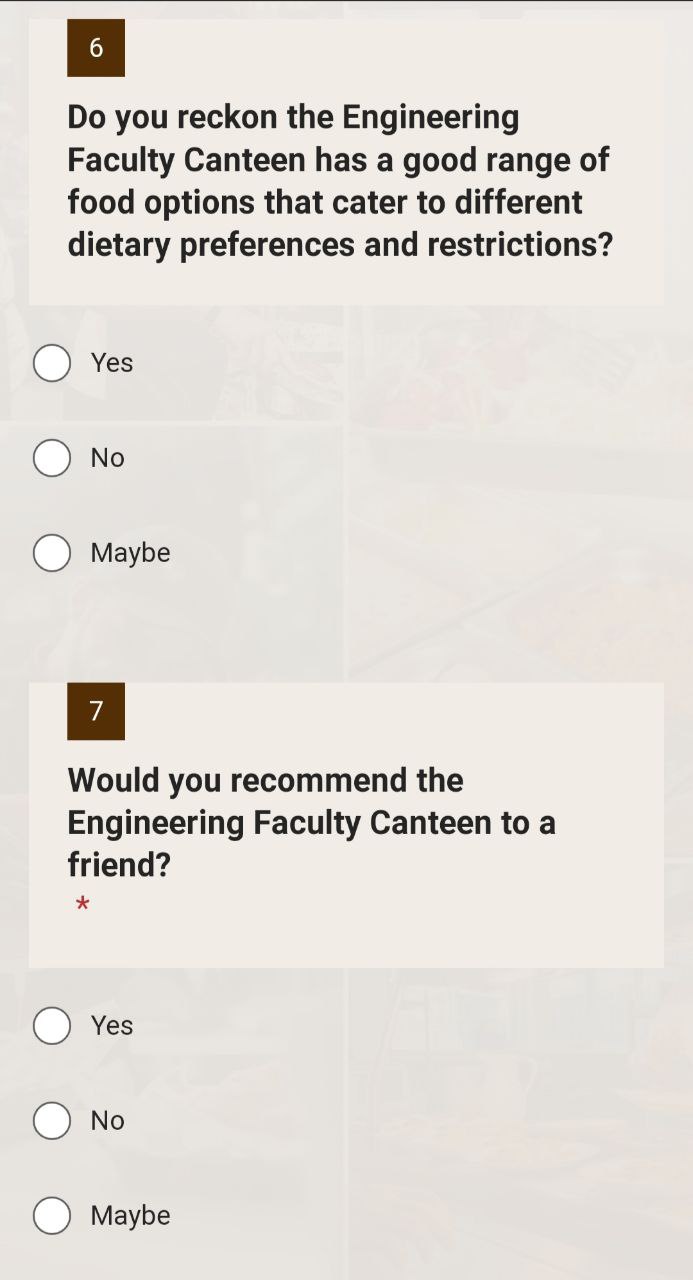 6
Do you reckon the Engineering
Faculty Canteen has a good range of
food options that cater to different
dietary preferences and restrictions?
Yes
No
Maybe
7
Would you recommend the
Engineering Faculty Canteen to a
friend?
*
Yes
No
Maybe